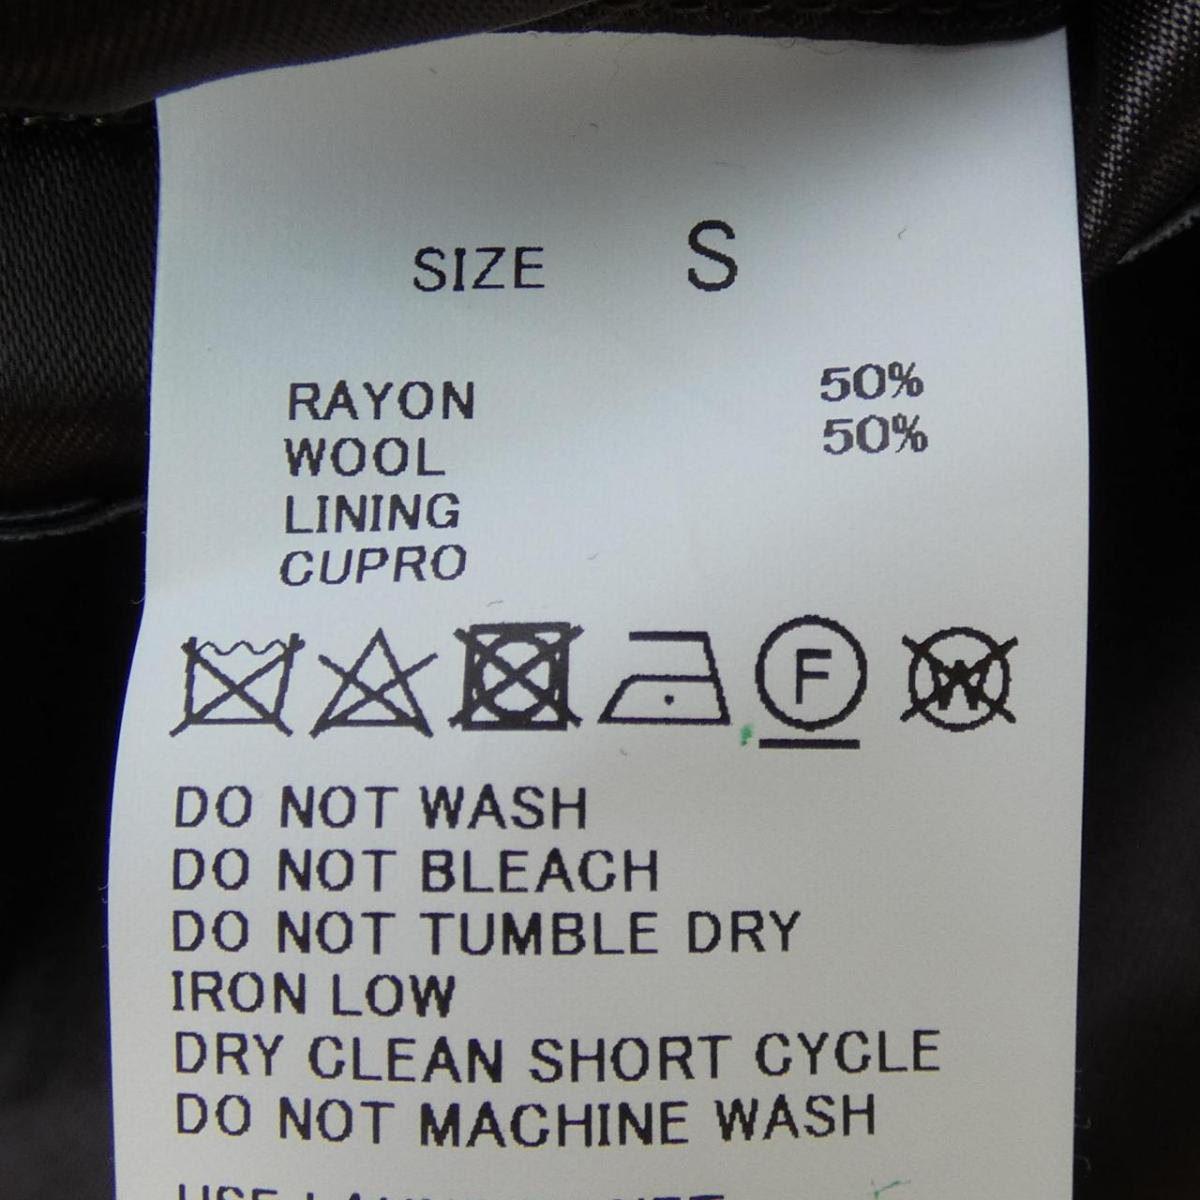 SIZE S
RAYON 50%
WOOL 50%
LINING
CUPRO
F W
DO NOT WASH
DO NOT BLEACH
DO NOT TUMBLE DRY
IRON LOW
DRY CLEAN SHORT CYCLE
DO NOT MACHINE WASH